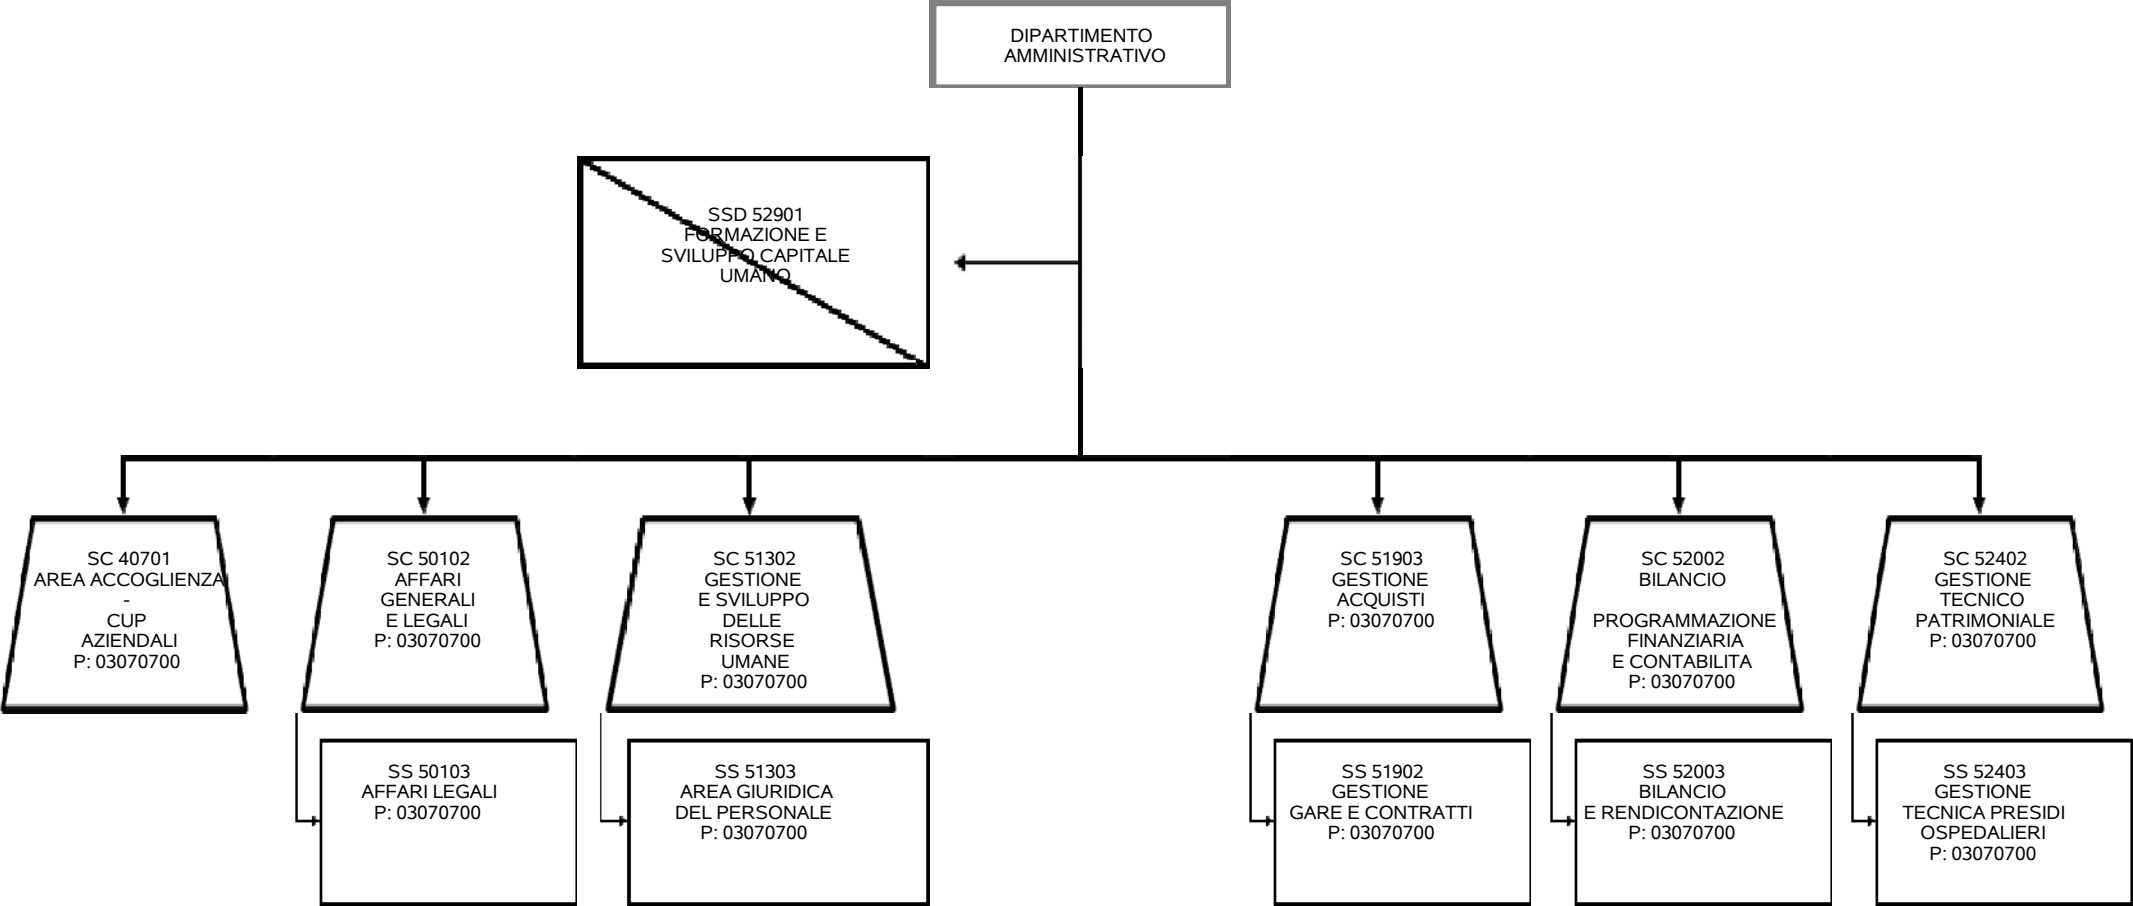 DIPARTIMENTO
AMMINISTRATIVO
SSD 52901
FORMAZIONE E
SVILUPPO CAPITALE
UMANO
SC 40701
AREA ACCOGLIENZA
-
CUP
AZIENDALI
P: 03070700
SC 50102
AFFARI
GENERALI
E LEGALI
P: 03070700
SC 51302
GESTIONE
E SVILUPPO
DELLE
RISORSE
UMANE
P: 03070700
SC 51903
GESTIONE
ACQUISTI
P: 03070700
SC 52002
BILANCIO
PROGRAMMAZIONE
FINANZIARIA
E CONTABILITA
P: 03070700
SC 52402
GESTIONE
TECNICO
PATRIMONIALE
P: 03070700
SS 50103
AFFARI LEGALI
P: 03070700
SS 51303
AREA GIURIDICA
DEL PERSONALE
P: 03070700
SS 51902
GESTIONE
GARE E CONTRATTI
P: 03070700
SS 52003
BILANCIO
E RENDICONTAZIONE
P: 03070700
SS 52403
GESTIONE
TECNICA PRESIDI
OSPEDALIERI
P: 03070700